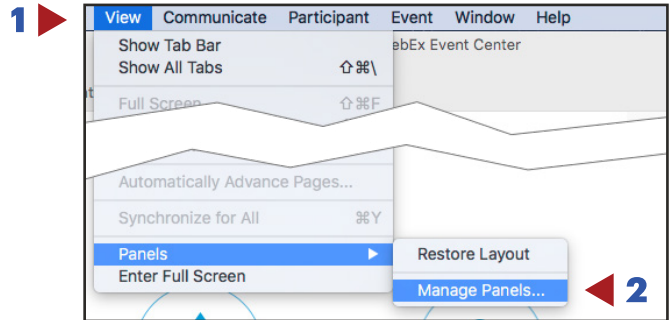 1
View Communicate Participant Event Window Help
Show Tab Bar
ebEx Event Center
Show All Tabs ⇧⌘\
Full Screen ⇧⌘F
Automatically Advance Pages...
Synchronize for All ⌘Y
Panels ▶
Restore Layout
Enter Full Screen
Manage Panels...
2